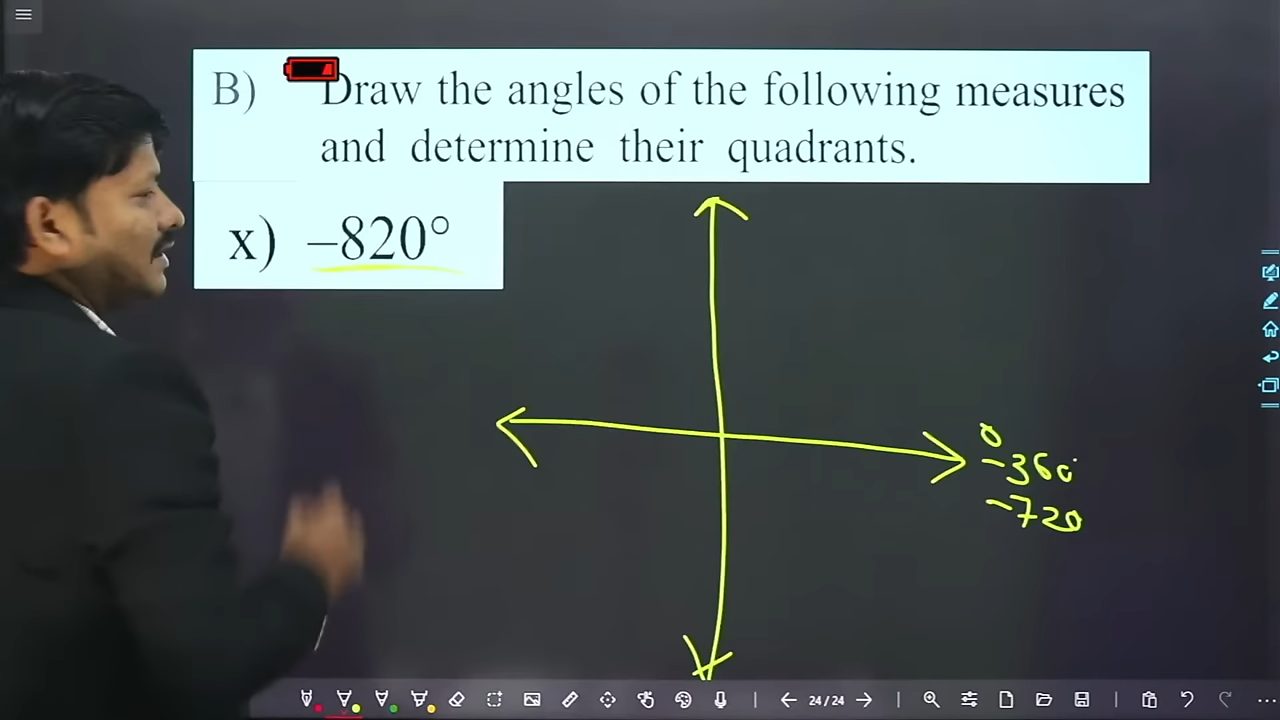 B) Draw the angles of the following measures
and determine their quadrants.
x) –820°
0
-360
-720
24/24